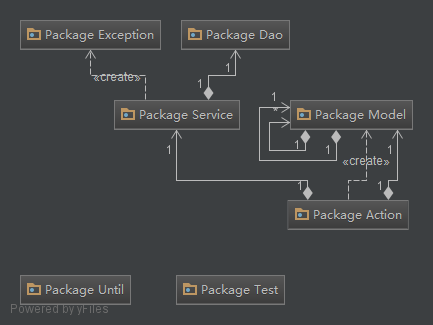 Package Exception
Package Dao
1
«create»
1
Package Service
1
*
Package Model
1
1
1
«create»
1
1
1
Package Action
Package Until
Package Test
Powered by yFiles